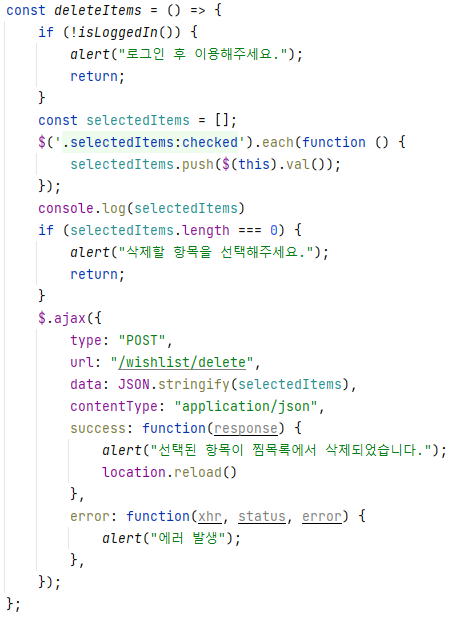 const deleteItems = () => {
    if (!isLoggedIn()) {
        alert("로그인 후 이용해주세요.");
        return;
    }
    const selectedItems = [];
    $('.selectedItems:checked').each(function () {
        selectedItems.push($(this).val());
    });
    console.log(selectedItems)
    if (selectedItems.length === 0) {
        alert("삭제할 항목을 선택해주세요.");
        return;
    }
    $.ajax({
        type: "POST",
        url: "/wishlist/delete",
        data: JSON.stringify(selectedItems),
        contentType: "application/json",
        success: function(response) {
            alert("선택된 항목이 찜목록에서 삭제되었습니다.");
            location.reload()
        },
        error: function(xhr, status, error) {
            alert("에러 발생");
        },
    });
};